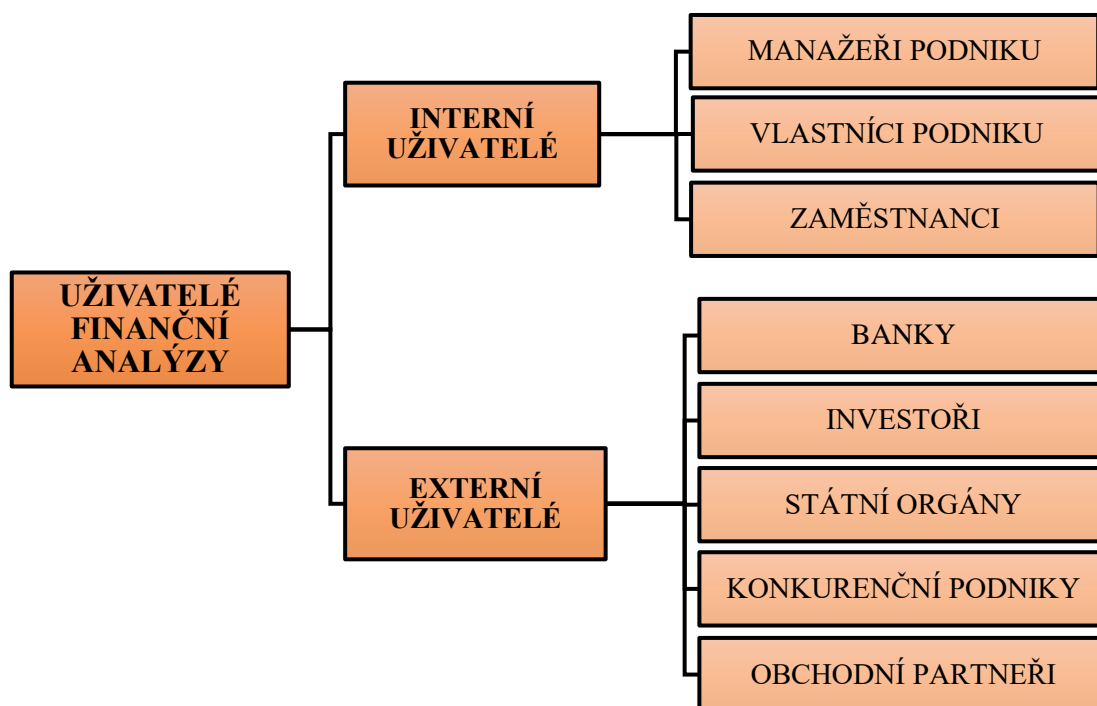 UŽIVATELÉ
FINANČNÍ
ANALÝZY
INTERNÍ
UŽIVATELÉ
MANAŽEŘI PODNIKU
VLASTNÍCI PODNIKU
ZAMĚSTNANCI
EXTERNÍ
UŽIVATELÉ
BANKY
INVESTOŘI
STÁTNÍ ORGÁNY
KONKURENČNÍ PODNIKY
OBCHODNÍ PARTNEŘI